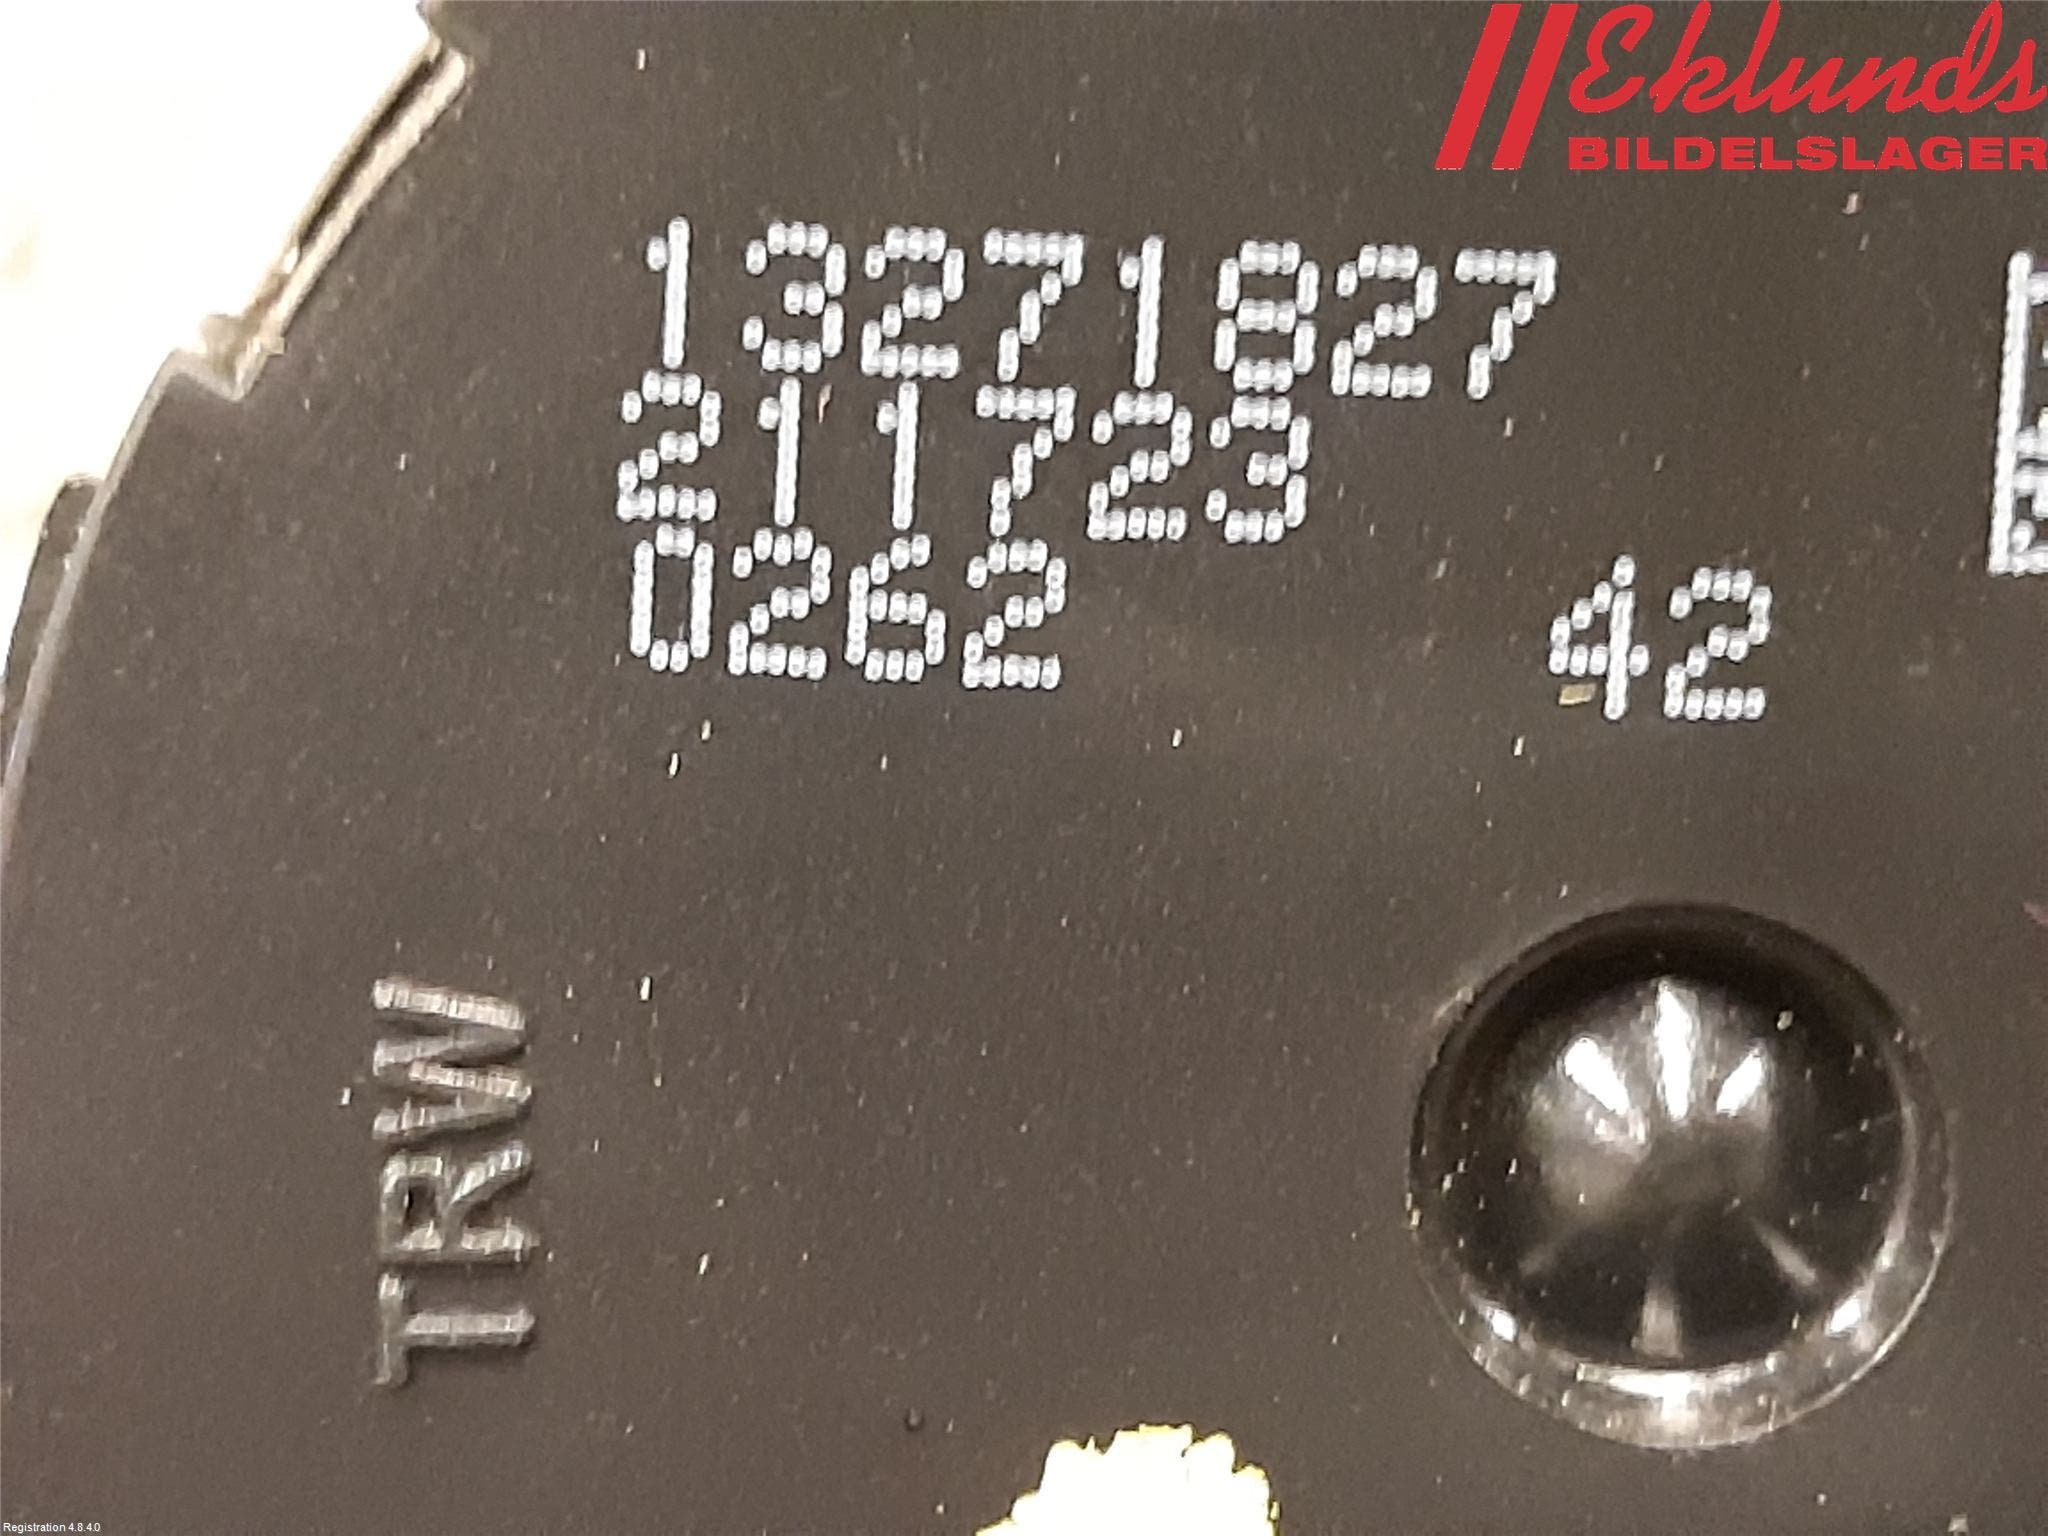 Eklunds
BILDELSLAGER
13271827
211723
0262 42
TRW
Registration 4.8.4.0